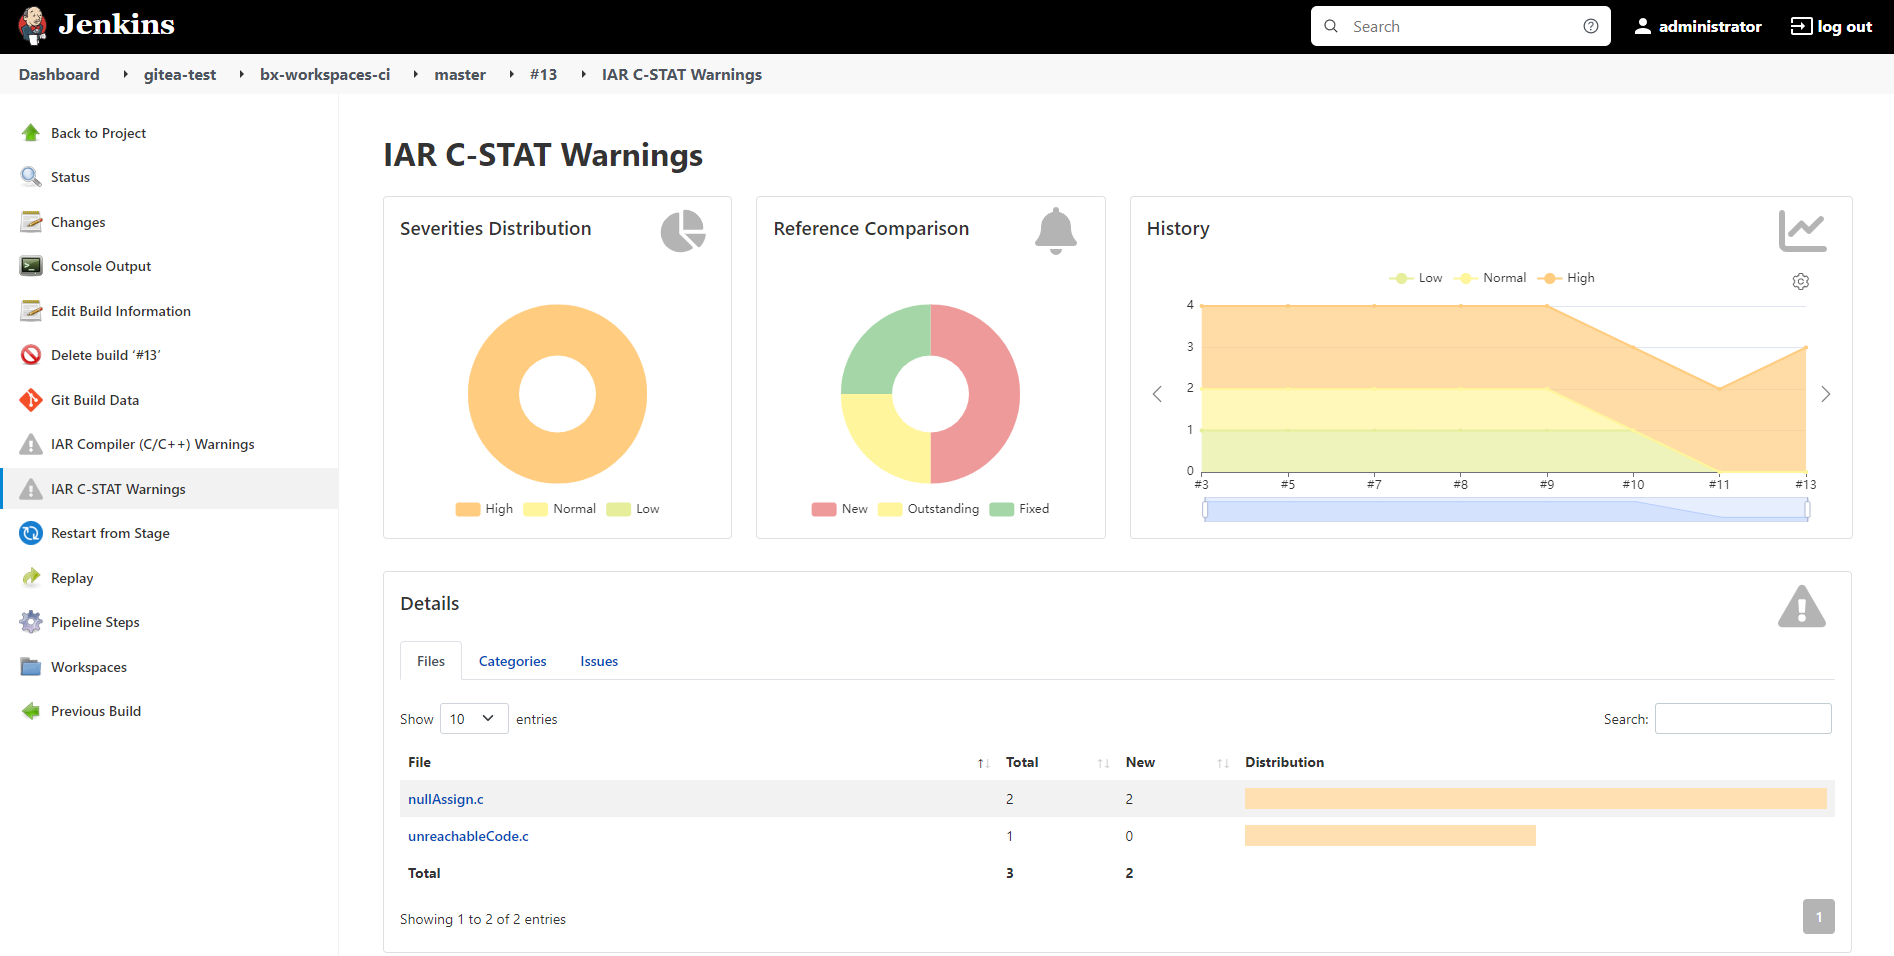 Jenkins
Search
administrator
log out
Dashboard gitea-test bx-workspaces-ci master #13 IAR C-STAT Warnings
Back to Project
Status
Changes
Console Output
Edit Build Information
Delete build ‘#13’
Git Build Data
IAR Compiler (C/C++) Warnings
IAR C-STAT Warnings
Restart from Stage
Replay
Pipeline Steps
Workspaces
Previous Build
IAR C-STAT Warnings
Severities Distribution
High Normal Low
Reference Comparison
New Outstanding Fixed
History
Low Normal High
4
3
2
1
0
#3 #5 #7 #8 #9 #10 #11 #13
Details
Files Categories Issues
Show 10 entries
Search:
File Total New Distribution
nullAssign.c 2 2
unreachableCode.c 1 0
Total 3 2
Showing 1 to 2 of 2 entries
1